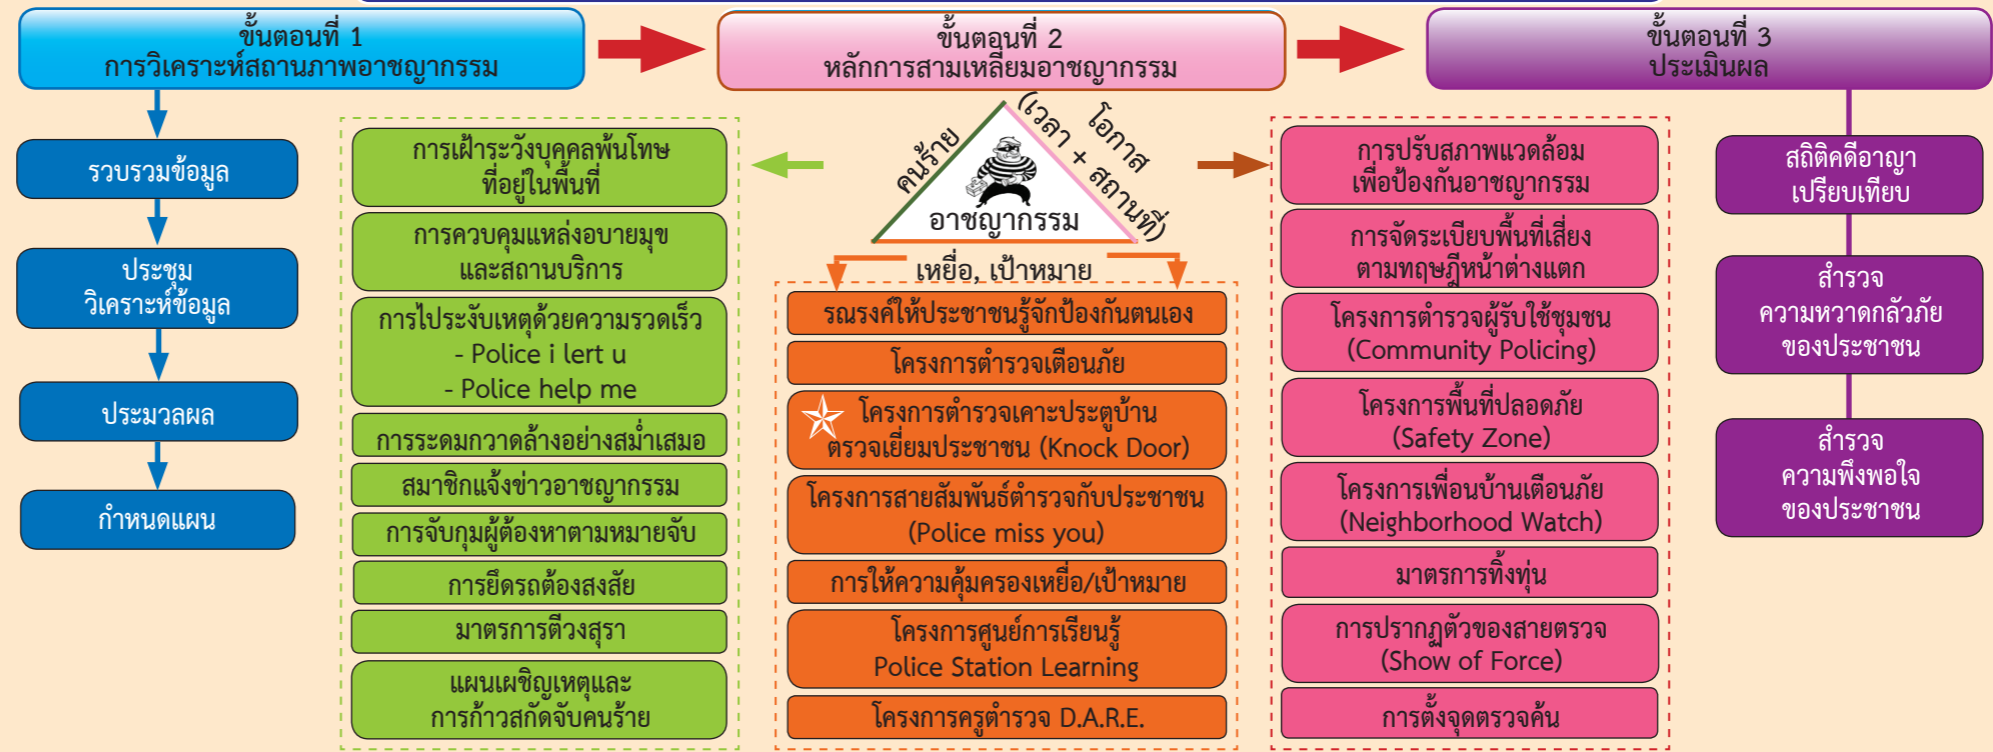 ขั้นตอนที่ 1
การวิเคราะห์สถานภาพอาชญากรรม
รวบรวมข้อมูล
ประชุม
วิเคราะห์ข้อมูล
ประมวลผล
กำหนดแผน
ขั้นตอนที่ 2
หลักการสามเหลี่ยมอาชญากรรม
คนร้าย
โอกาส
(เวลา + สถานที่)
อาชญากรรม
เหยื่อ, เป้าหมาย
การเฝ้าระวังบุคคลพ้นโทษ
ที่อยู่ในพื้นที่
การควบคุมแหล่งอบายมุข
และสถานบริการ
การไประงับเหตุด้วยความรวดเร็ว
- Police i lert u
- Police help me
การระดมกวาดล้างอย่างสม่ำเสมอ
สมาชิกแจ้งข่าวอาชญากรรม
การจับกุมผู้ต้องหาตามหมายจับ
การยึดรถต้องสงสัย
มาตรการตีวงสุรา
แผนเผชิญเหตุและ
การก้าวสกัดจับคนร้าย
รณรงค์ให้ประชาชนรู้จักป้องกันตนเอง
โครงการตำรวจเตือนภัย
โครงการตำรวจเคาะประตูบ้าน
ตรวจเยี่ยมประชาชน (Knock Door)
โครงการสายสัมพันธ์ตำรวจกับประชาชน
(Police miss you)
การให้ความคุ้มครองเหยื่อ/เป้าหมาย
โครงการศูนย์การเรียนรู้
Police Station Learning
โครงการครูตำรวจ D.A.R.E.
การปรับสภาพแวดล้อม
เพื่อป้องกันอาชญากรรม
การจัดระเบียบพื้นที่เสี่ยง
ตามทฤษฎีหน้าต่างแตก
โครงการตำรวจผู้รับใช้ชุมชน
(Community Policing)
โครงการพื้นที่ปลอดภัย
(Safety Zone)
โครงการเพื่อนบ้านเตือนภัย
(Neighborhood Watch)
มาตรการทิ้งทุ่น
การปรากฏตัวของสายตรวจ
(Show of Force)
การตั้งจุดตรวจค้น
ขั้นตอนที่ 3
ประเมินผล
สถิติคดีอาญา
เปรียบเทียบ
สำรวจ
ความหวาดกลัวภัย
ของประชาชน
สำรวจ
ความพึงพอใจ
ของประชาชน